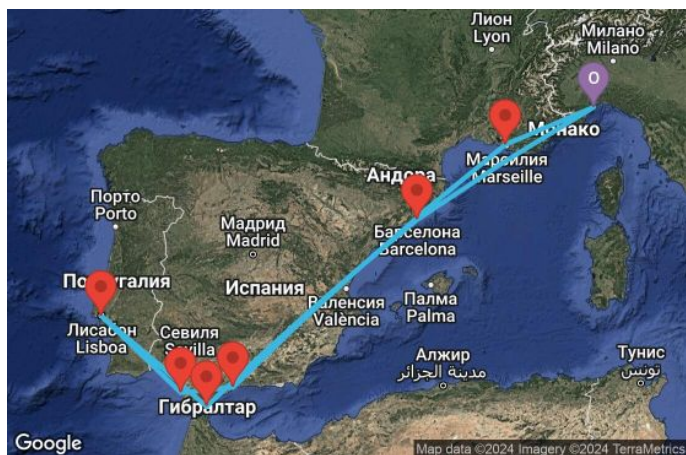 Лион
Lyon
Милано
Milano
O
Монако
Марсилия
Marseille
Андора
Барселона
Barcelona
Порто
Porto
Мадрид
Madrid
Португалия
Испания
Валенсия
València
Палма
Palma
Лисабон
Lisboa
Севиля
Sevilla
Гибралтар
Алжир
مدينة الجزائر
Тунис
تونس
Google
Map data ©2024 Imagery ©2024 TerraMetrics